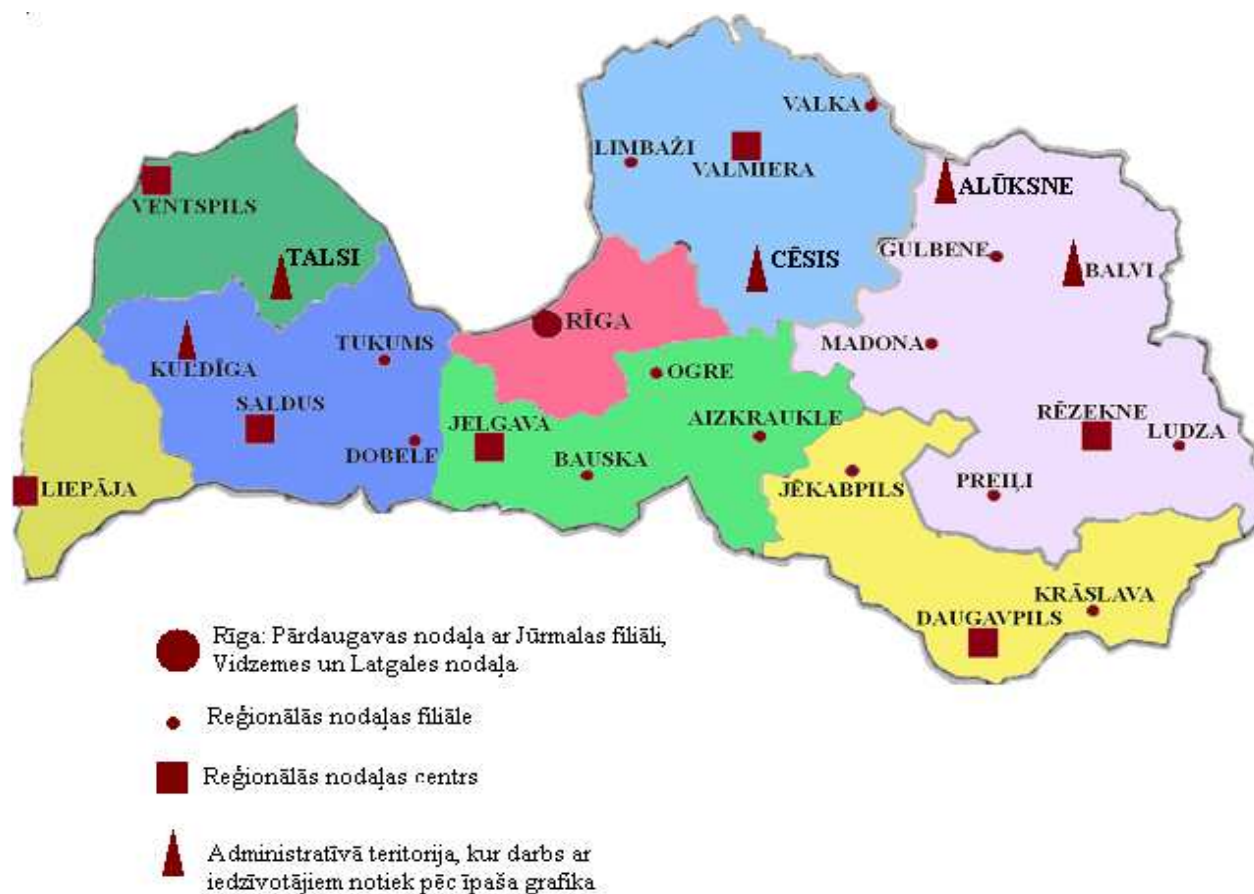 VALKA
LIMBAŽI
VALMIERA
ALŪKSNE
VENTSPILS
TALSI
CĒSIS
GULBENE
BALVI
RĪGA
TUKUMS
MADONA
KULDĪGA
OGRE
SALDUS
JELGAVA
AIZKRAUKLE
RĒZEKNE
LUDZA
DOBELE
BAUSKA
LIEPĀJA
JĒKABPILS
PREIĻI
KRĀSLAVA
DAUGAVPILS
Rīga: Pārdaugavas nodaļa ar Jūrmalas filiāli,
Vidzemes un Latgales nodaļa
Reģionālās nodaļas filiāle
Reģionālās nodaļas centrs
Administratīvā teritorija, kur darbs ar
iedzīvotājiem notiek pēc īpaša grafika